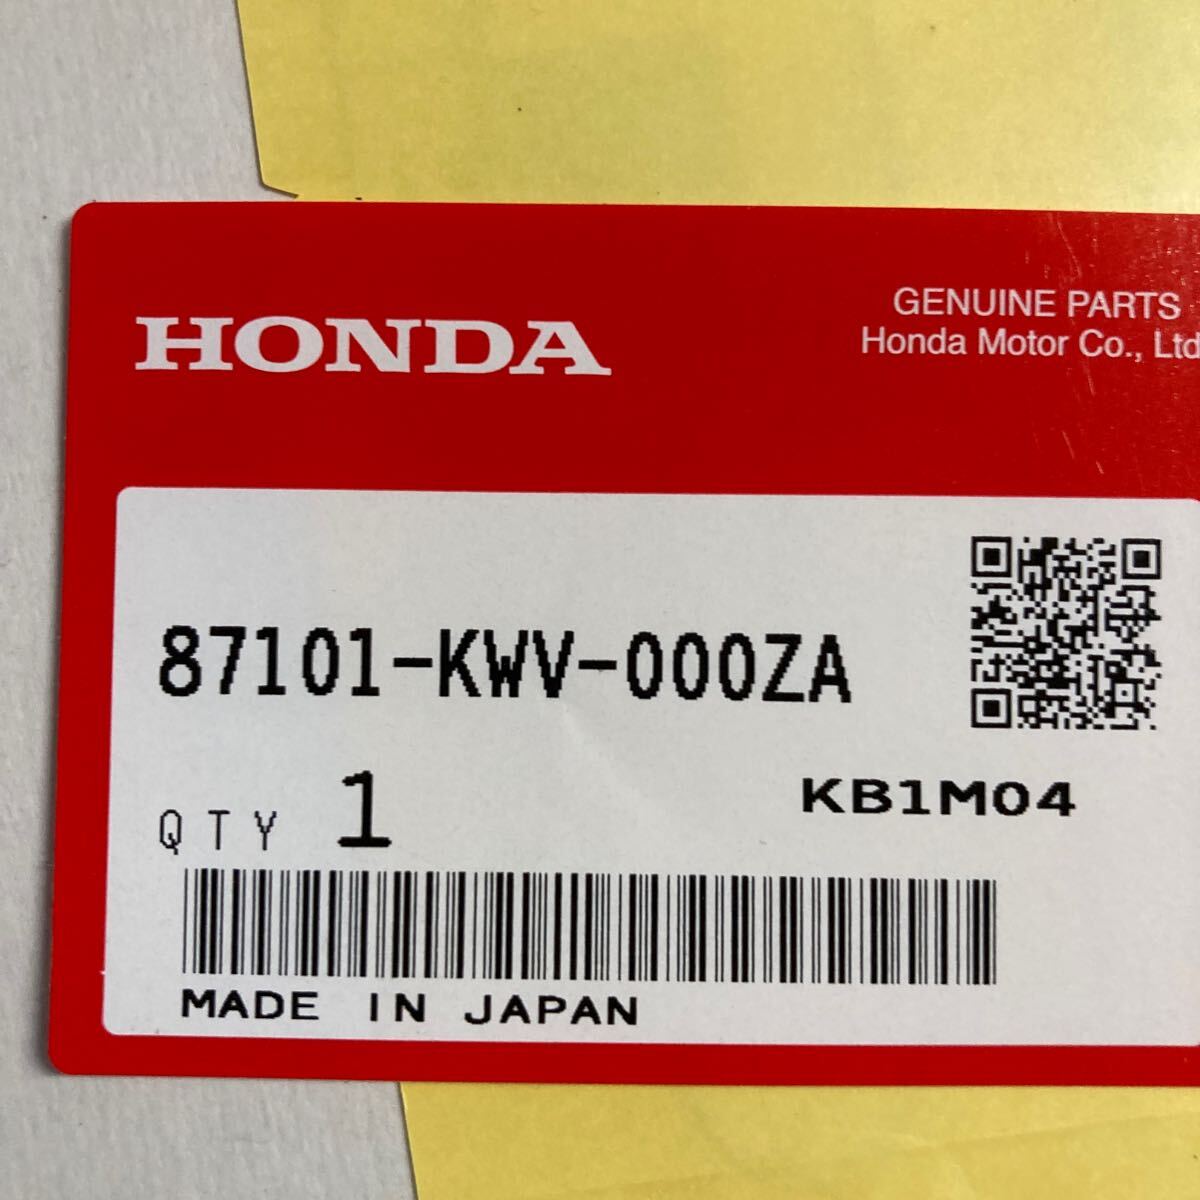 HONDA
GENUINE PARTS
Honda Motor Co., Ltd
87101-KWV-000ZA
QTY 1
KB1M04
MADE IN JAPAN